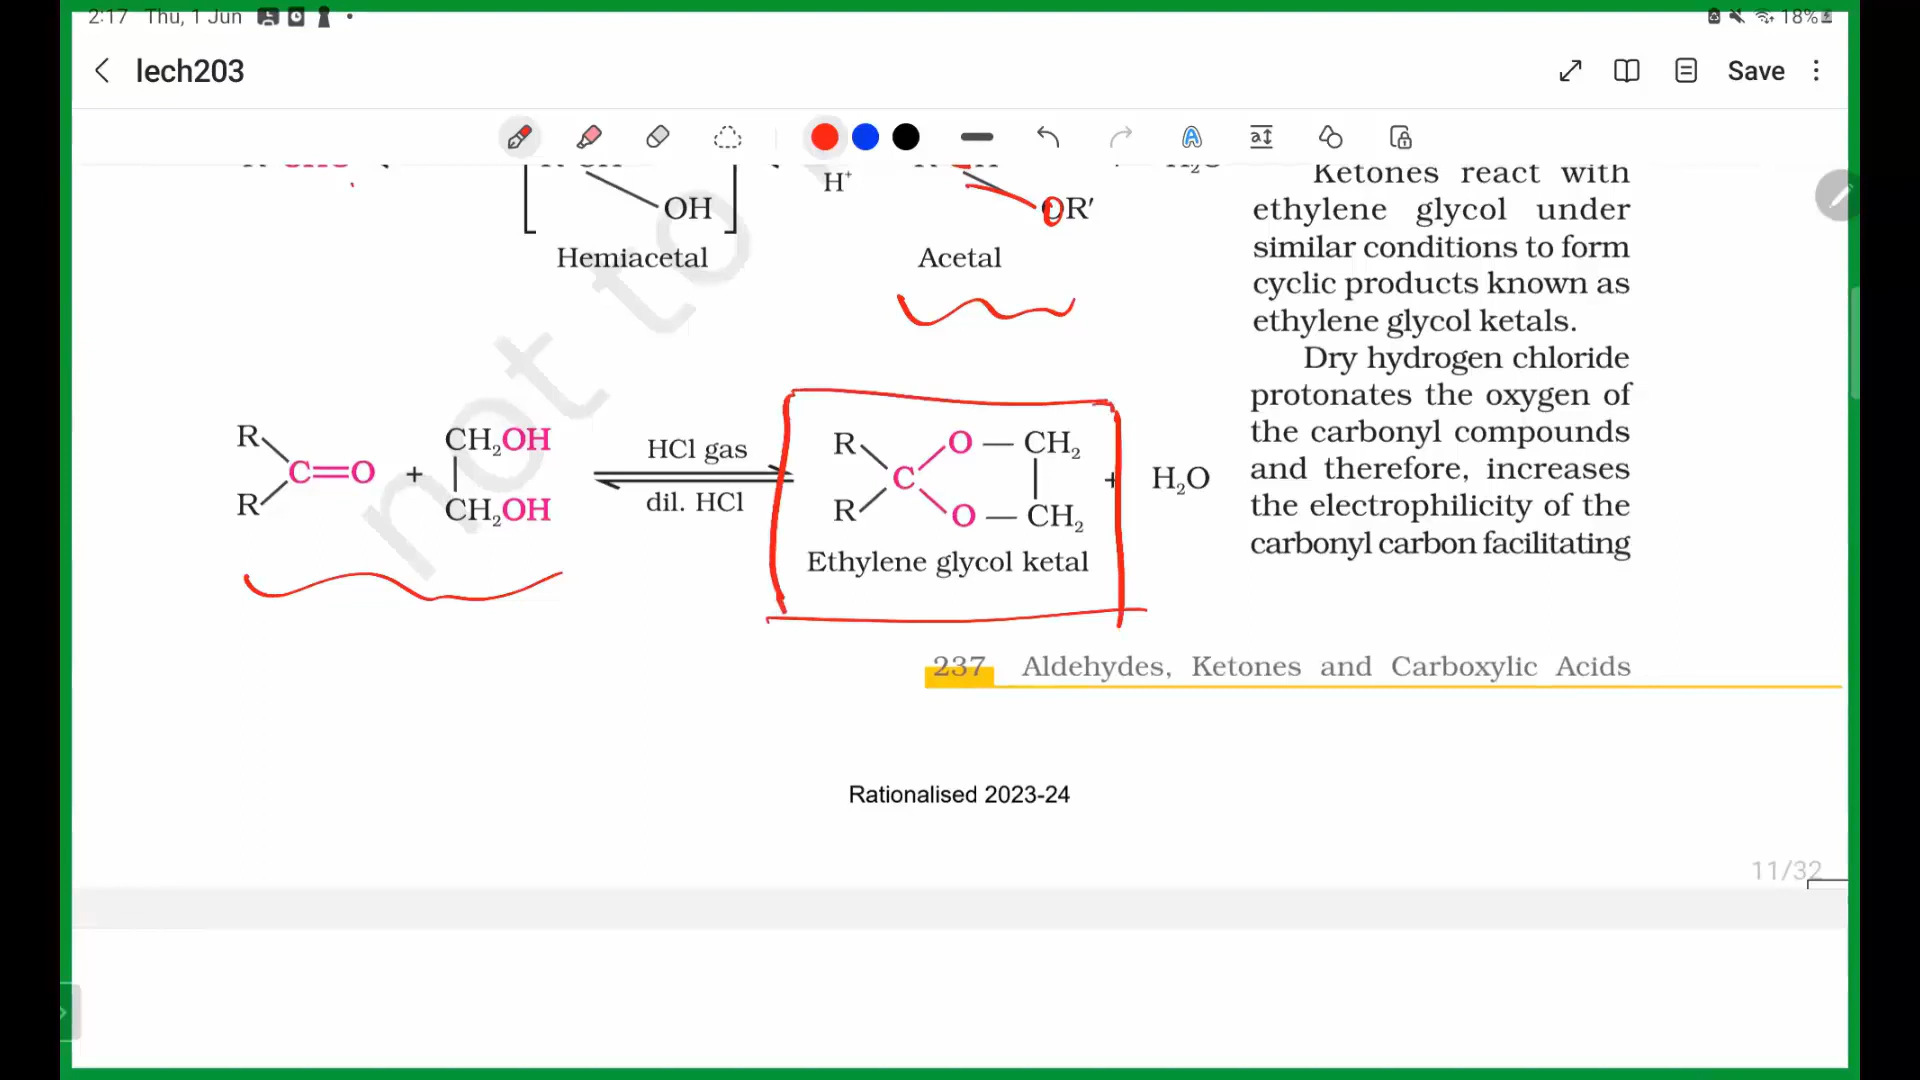 2:17 Thu, 1 Jun
18%
lech203
Save
H⁺
OH
OR′
Hemiacetal
Acetal
Ketones react with
ethylene glycol under
similar conditions to form
cyclic products known as
ethylene glycol ketals.
Dry hydrogen chloride
protonates the oxygen of
the carbonyl compounds
and therefore, increases
the electrophilicity of the
carbonyl carbon facilitating
R
R
C=O
+
CH₂OH
CH₂OH
HCl gas
dil. HCl
R
R
C
O — CH₂
O — CH₂
+ H₂O
Ethylene glycol ketal
not to
237 Aldehydes, Ketones and Carboxylic Acids
Rationalised 2023-24
11/32